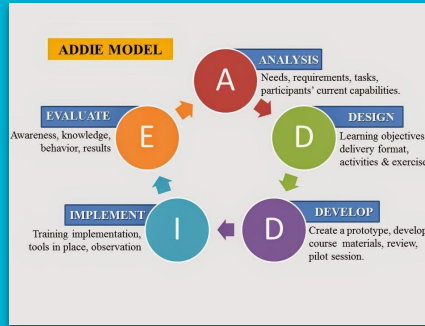 ADDIE MODEL
A
ANALYSIS
Needs, requirements, tasks,
participants' current capabilities.
D
DESIGN
Learning objectives
delivery format,
activities & exercise
D
DEVELOP
Create a prototype, develop
course materials, review,
pilot session.
I
IMPLEMENT
Training implementation,
tools in place, observation
E
EVALUATE
Awareness, knowledge,
behavior, results